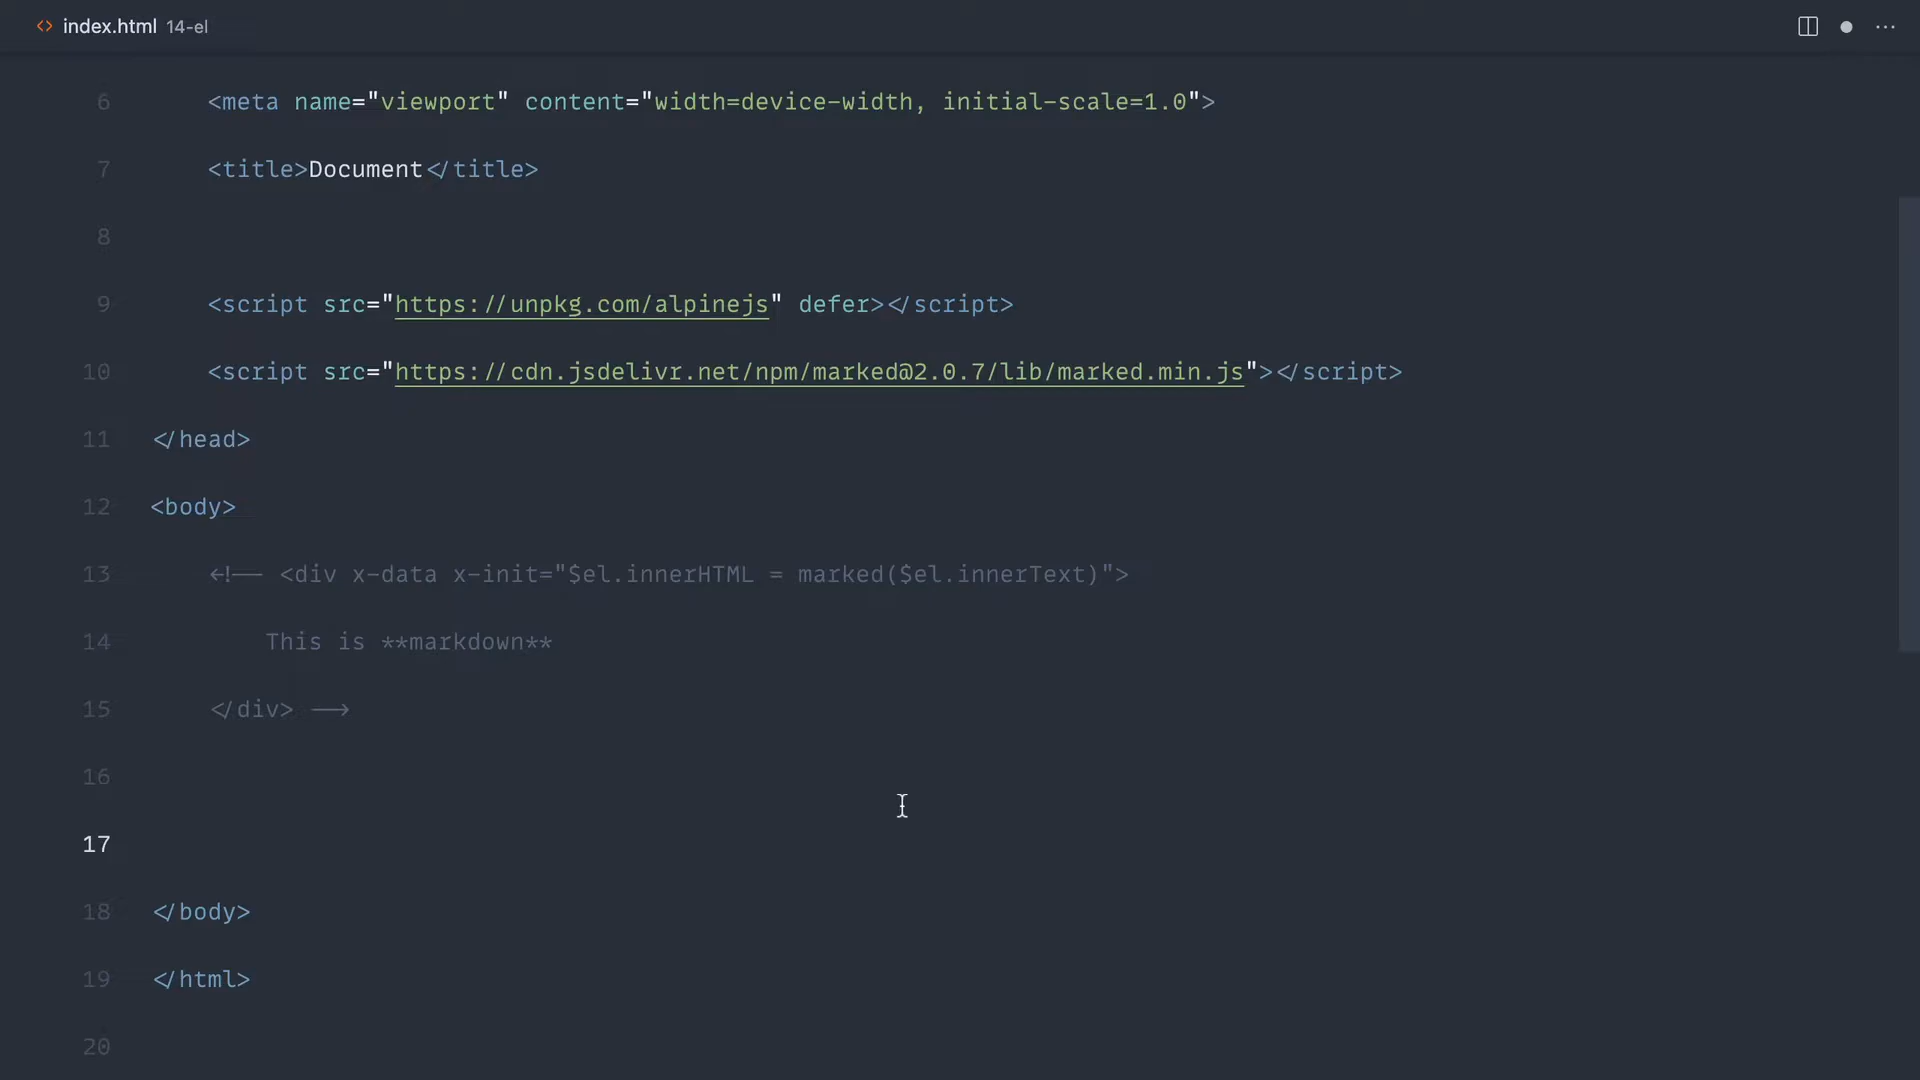 <> index.html 14-el
6 <meta name="viewport" content="width=device-width, initial-scale=1.0">
7 <title>Document</title>
8
9 <script src="https://unpkg.com/alpinejs" defer></script>
10 <script src="https://cdn.jsdelivr.net/npm/marked@2.0.7/lib/marked.min.js"></script>
11 </head>
12 <body>
13 <!-- <div x-data x-init="$el.innerHTML = marked($el.innerText)">
14 This is **markdown**
15 </div> -->
16
17
18 </body>
19 </html>
20